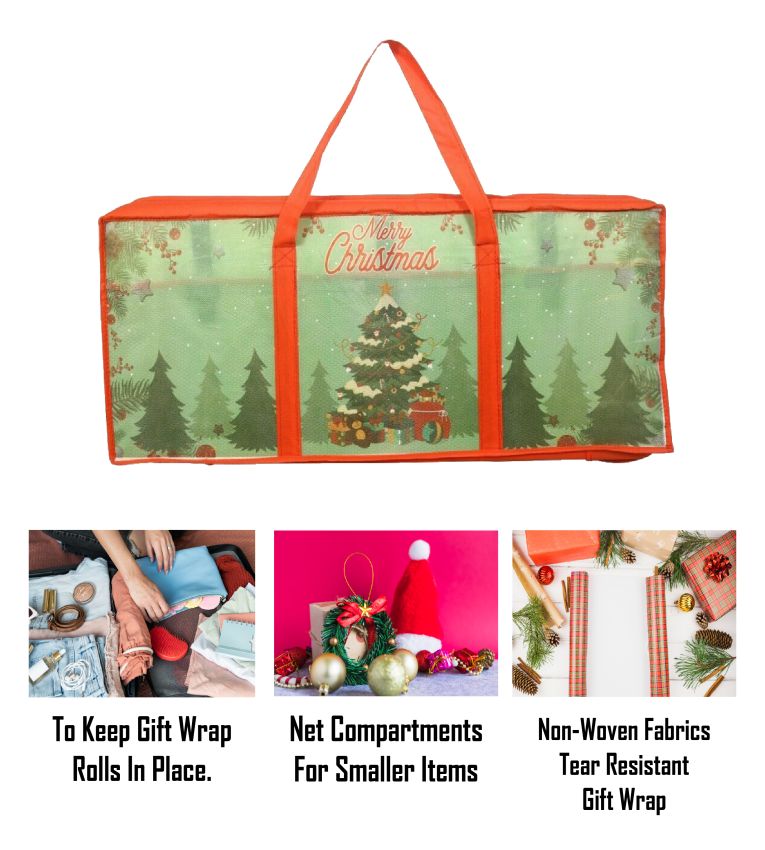 Merry
Christmas
To Keep Gift Wrap
Rolls In Place.
Net Compartments
For Smaller Items
Non-Woven Fabrics
Tear Resistant
Gift Wrap